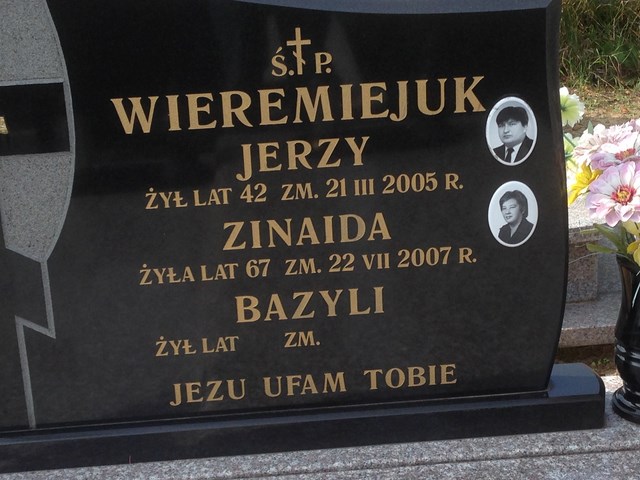 Ś. P.
WIEREMIEJUK
JERZY
ŻYŁ LAT 42 ZM. 21 III 2005 R.
ZINAIDA
ŻYŁA LAT 67 ZM. 22 VII 2007 R.
BAZYLI
ŻYŁ LAT ZM.
JEZU UFAM TOBIE